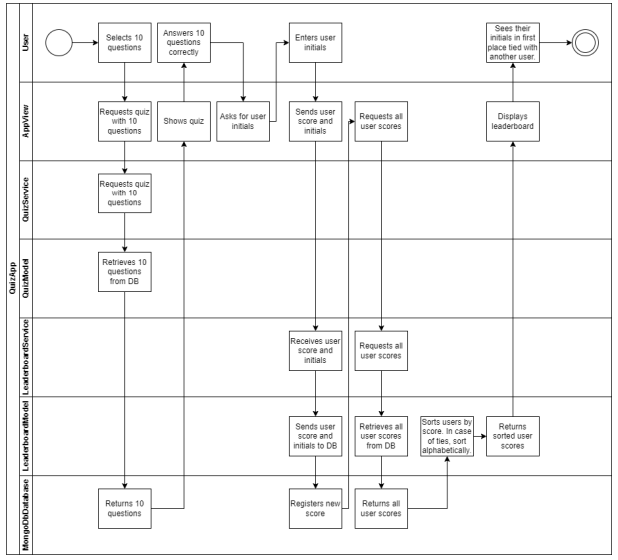 QuizApp
User
Selects 10
questions
Answers 10
questions
correctly
Enters user
initials
Sees their
initials in first
place tied with
another user.
AppView
Requests quiz
with 10
questions
Shows quiz
Asks for user
initials
Sends user
score and
initials
Requests all
user scores
Displays
leaderboard
QuizService
Requests quiz
with 10
questions
QuizModel
Retrieves 10
questions
from DB
LeaderboardService
Receives user
score and
initials
Requests all
user scores
LeaderboardModel
Sends user
score and
initials to DB
Retrieves all
user scores
from DB
Sorts users by
score. In case
of ties, sort
alphabetically.
Returns
sorted user
scores
MongoDbDatabase
Returns 10
questions
Registers new
score
Returns all
user scores